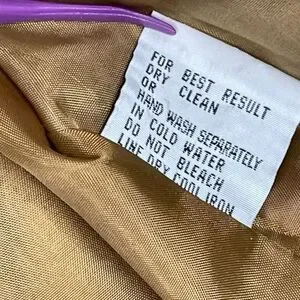 FOR BEST RESULT
DRY CLEAN
OR
HAND WASH SEPARATELY
IN COLD WATER
DO NOT BLEACH
LINE DRY COOL IRON